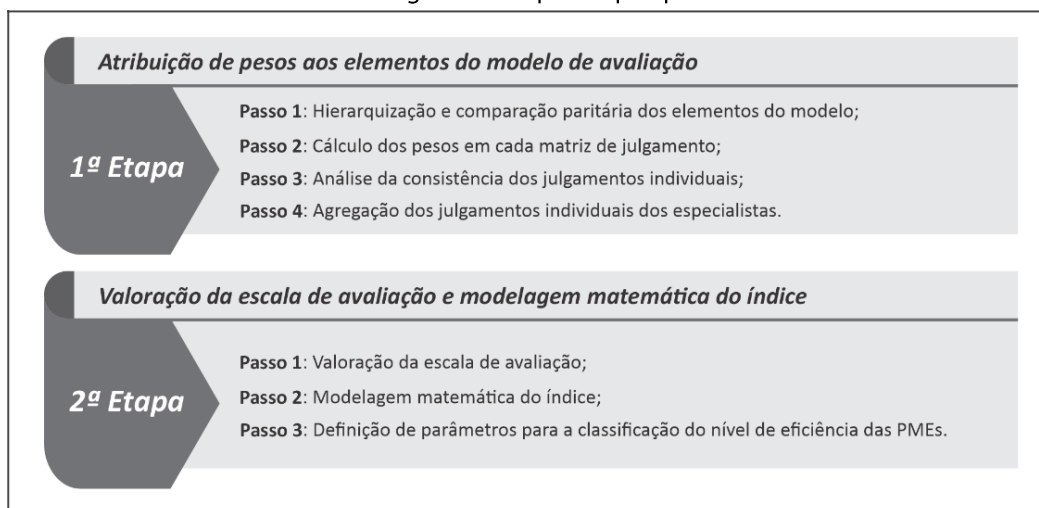 Atribuição de pesos aos elementos do modelo de avaliação
1ª Etapa
Passo 1: Hierarquização e comparação paritária dos elementos do modelo;
Passo 2: Cálculo dos pesos em cada matriz de julgamento;
Passo 3: Análise da consistência dos julgamentos individuais;
Passo 4: Agregação dos julgamentos individuais dos especialistas.
Valoração da escala de avaliação e modelagem matemática do índice
2ª Etapa
Passo 1: Valoração da escala de avaliação;
Passo 2: Modelagem matemática do índice;
Passo 3: Definição de parâmetros para a classificação do nível de eficiência das PMEs.